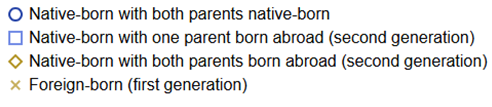 Native-born with both parents native-born
Native-born with one parent born abroad (second generation)
Native-born with both parents born abroad (second generation)
Foreign-born (first generation)